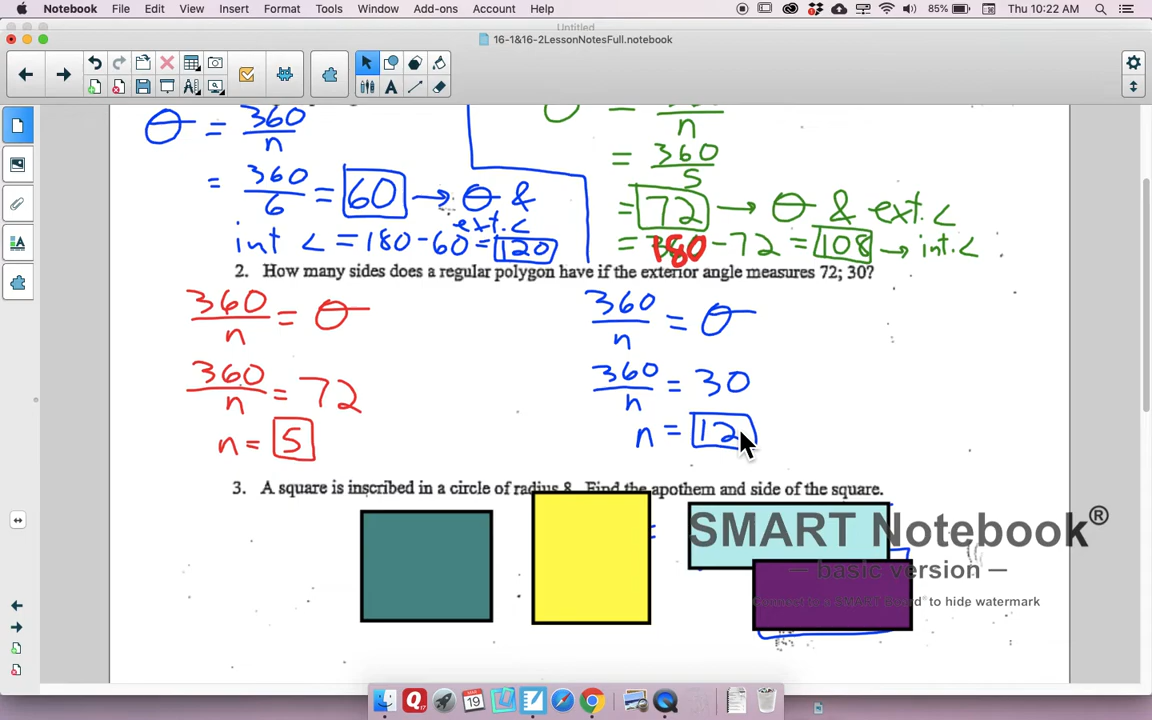 Notebook File Edit View Insert Format Tools Window Add-ons Account Help 85% Thu 10:22 AM
Untitled
16-1&16-2LessonNotesFull.notebook
θ = 360/n
= 360/6 = 60 → θ &
ext. <
int < = 180-60 = 120
n
= 360/5
= 72 → θ & ext. <
= 180 - 72 = 108 → int. <
2. How many sides does a regular polygon have if the exterior angle measures 72; 30?
360/n = θ
360/n = 72
n = 5
360/n = θ
360/n = 30
n = 12
3. A square is inscribed in a circle of radius 8. Find the apothem and side of the square.
=
SMART Notebook®
— basic version —
Connect to a SMART Board® to hide watermark
17
MAR
19